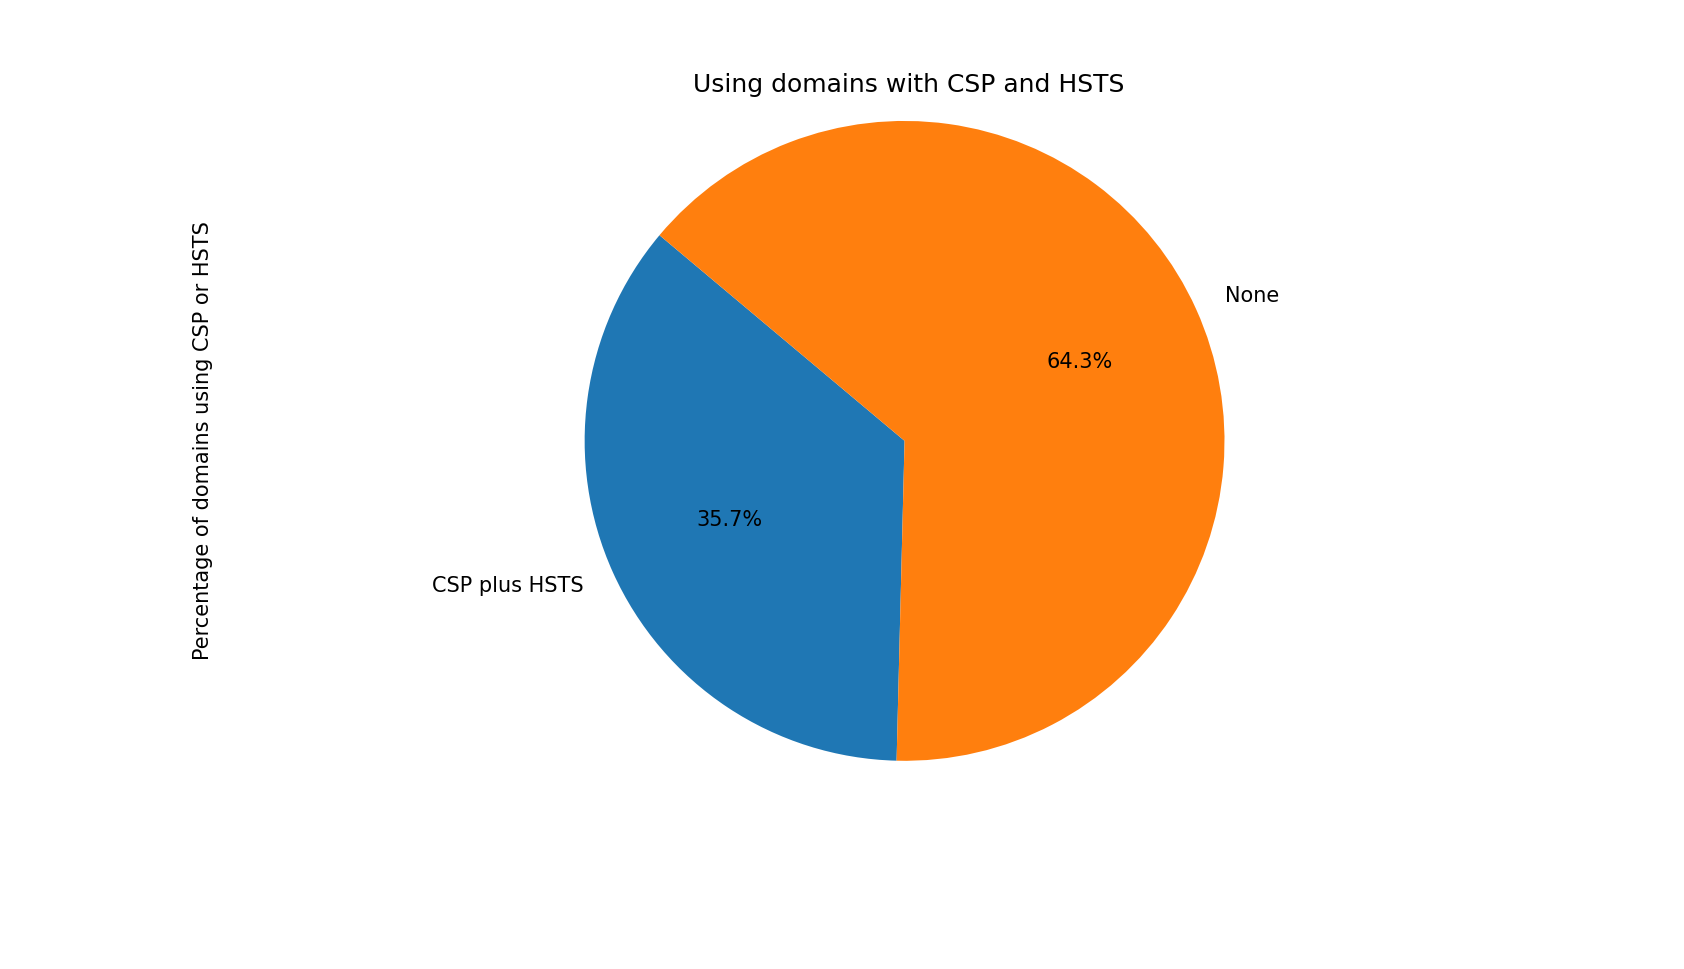 Using domains with CSP and HSTS
Percentage of domains using CSP or HSTS
None
64.3%
35.7%
CSP plus HSTS